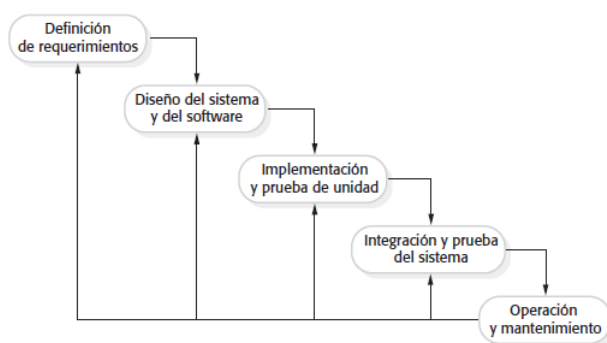 Definición
de requerimientos
Diseño del sistema
y del software
Implementación
y prueba de unidad
Integración y prueba
del sistema
Operación
y mantenimiento